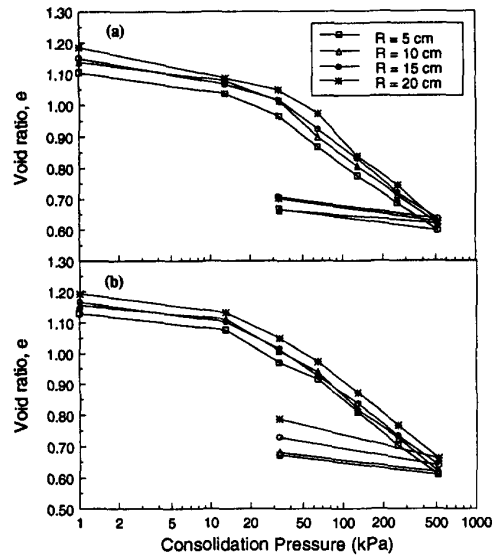 1.30
(a)
R = 5 cm
1.20
R = 10 cm
1.10
R = 15 cm
R = 20 cm
1.00
Void ratio, e
0.90
0.80
0.70
0.60
1.30
(b)
1.20
1.10
1.00
Void ratio, e
0.90
0.80
0.70
0.60
0.50
1 2 5 10 20 50 100 200 500 1000
Consolidation Pressure (kPa)